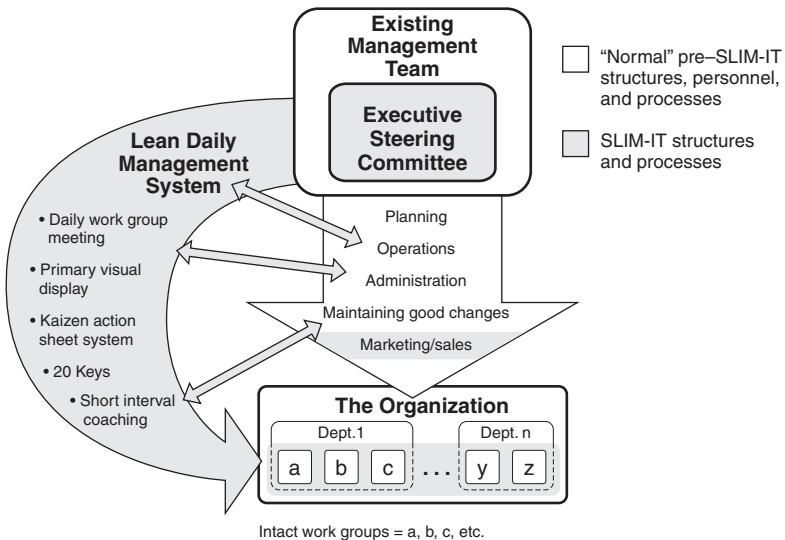 Existing
Management
Team
Executive
Steering
Committee
“Normal” pre–SLIM-IT
structures, personnel,
and processes
SLIM-IT structures
and processes
Lean Daily
Management
System
• Daily work group
meeting
• Primary visual
display
• Kaizen action
sheet system
• 20 Keys
• Short interval
coaching
Planning
Operations
Administration
Maintaining good changes
Marketing/sales
The Organization
Dept.1
Dept. n
a b c ... y z
Intact work groups = a, b, c, etc.